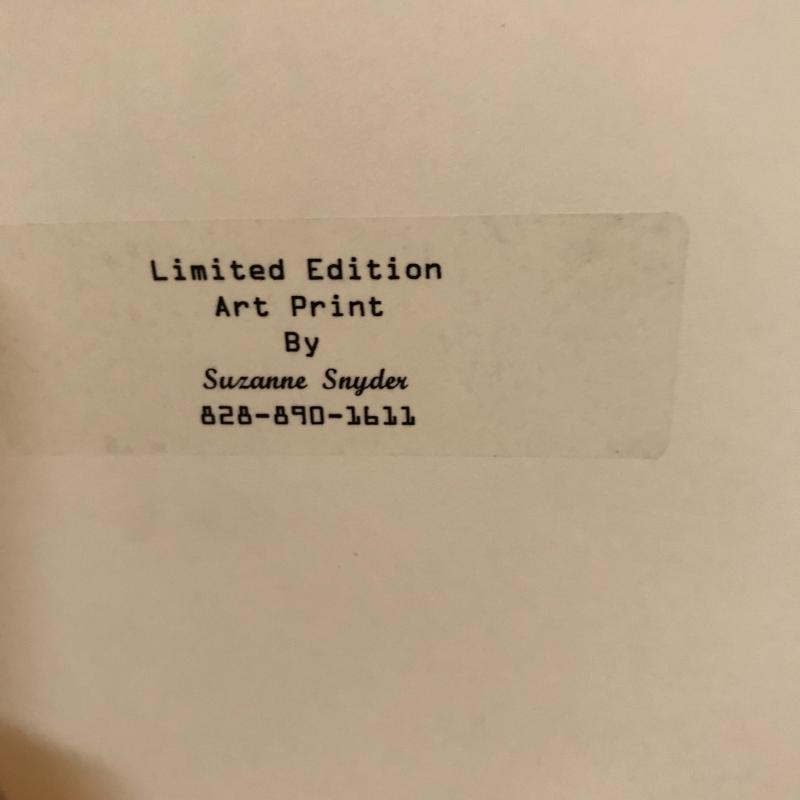 Limited Edition
Art Print
By
Suzanne Snyder
828-890-1611